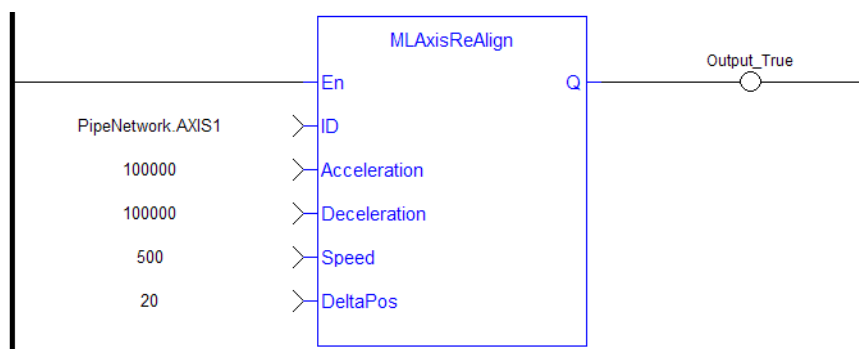 MLAxisReAlign
Output_True
En Q
PipeNetwork.AXIS1 ID
100000 Acceleration
100000 Deceleration
500 Speed
20 DeltaPos